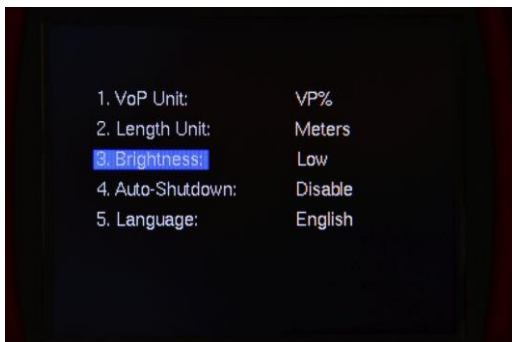 1. VoP Unit: VP%
2. Length Unit: Meters
3. Brightness: Low
4. Auto-Shutdown: Disable
5. Language: English